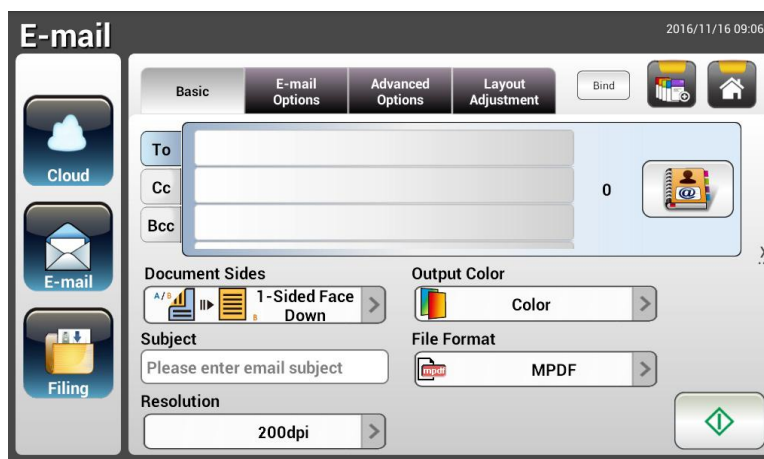 E-mail
2016/11/16 09:06
Basic
E-mail
Options
Advanced
Options
Layout
Adjustment
Bind
Cloud
E-mail
Filing
To
Cc
Bcc
0
@
Document Sides
Output Color
A/B
B
1-Sided Face
Down
Color
Subject
File Format
Please enter email subject
mpdf
MPDF
Resolution
200dpi